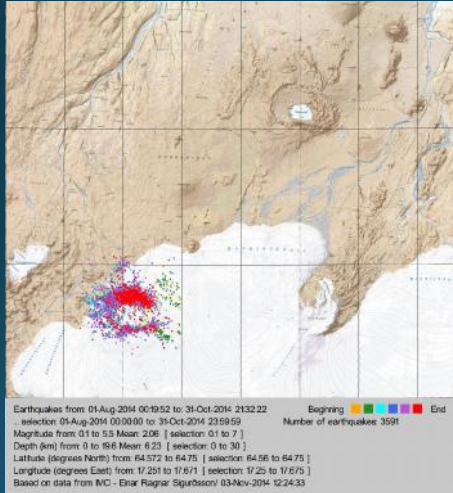 Earthquakes from: 01-Aug-2014 00:19:52 to: 31-Oct-2014 21:32:22
Beginning End
.. selection: 01-Aug-2014 00:00:00 to: 31-Oct-2014 23:59:59
Number of earthquakes: 3591
Magnitude from: 0.1 to 5.5 Mean: 2.06 [ selection: 0.1 to 7 ]
Depth (km) from: 0 to 19.6 Mean: 6.23 [ selection: 0 to 30 ]
Latitude (degrees North) from: 64.572 to 64.75 [ selection: 64.56 to 64.75 ]
Longitude (degrees East) from: 17.251 to 17.671 [ selection: 17.25 to 17.675 ]
Based on data from IMO - Einar Ragnar Sigurðsson/ 03-Nov-2014 12:24:33